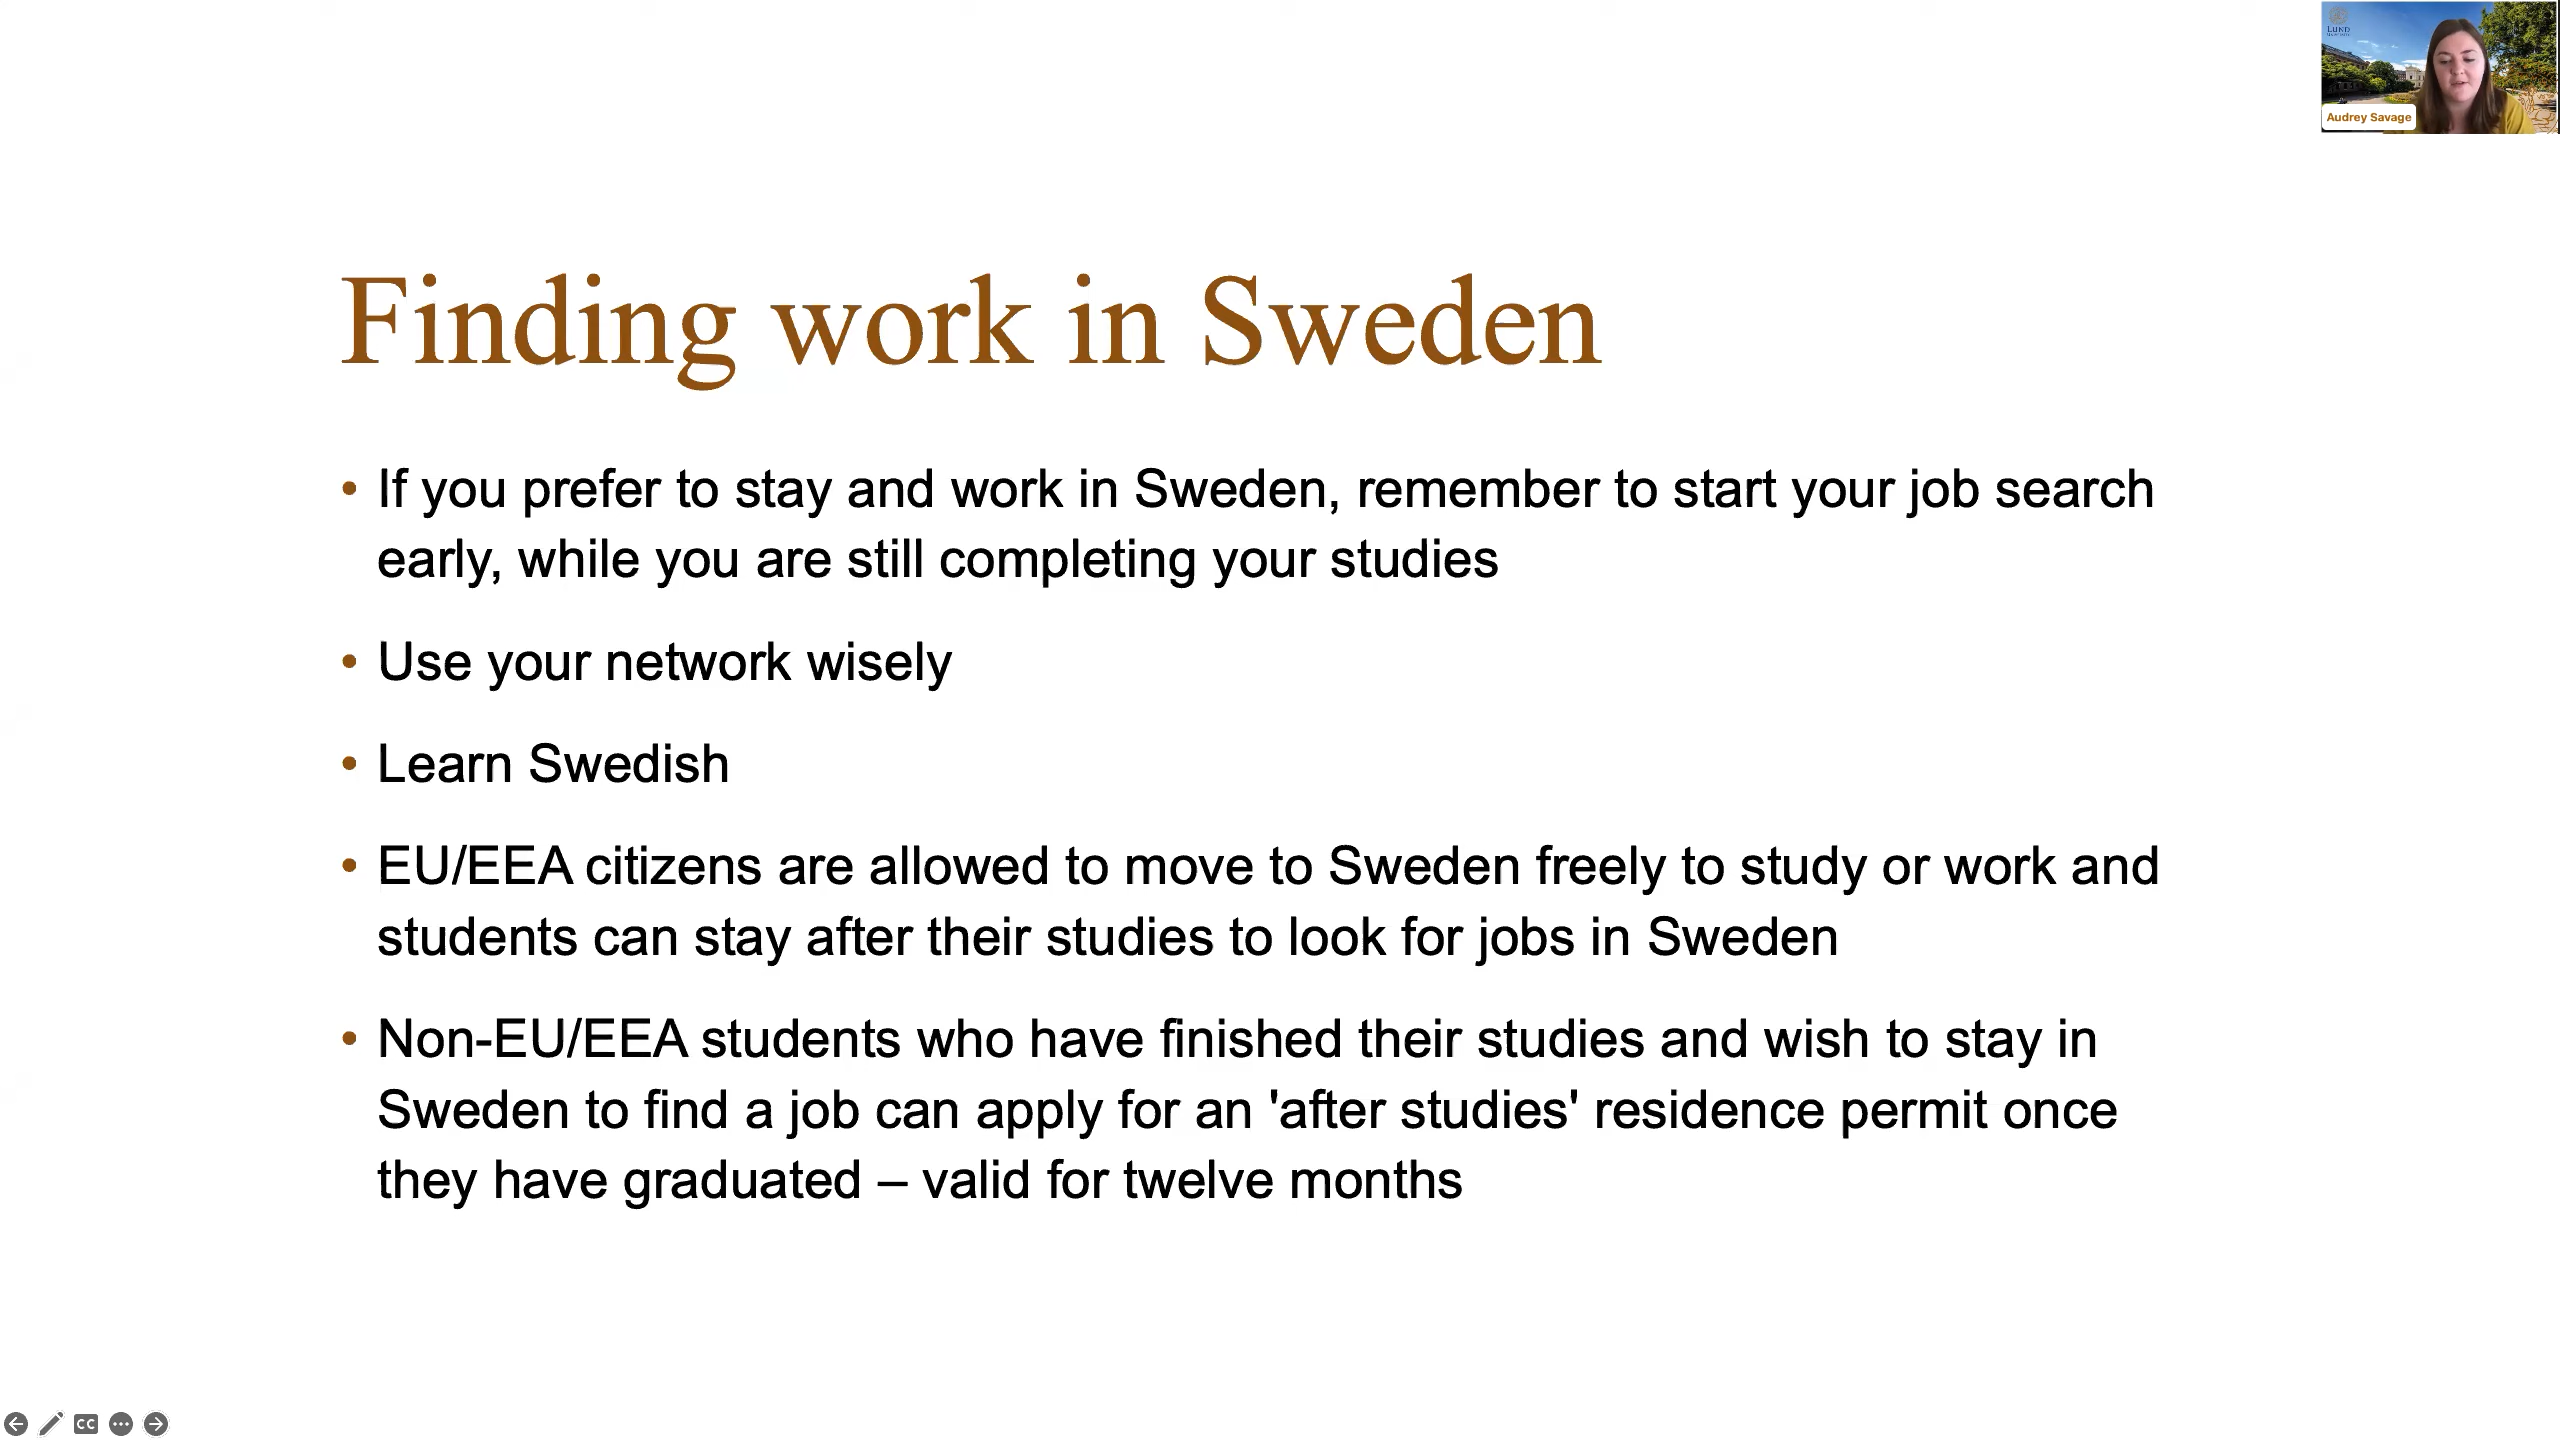 LUND
Audrey Savage
Finding work in Sweden
• If you prefer to stay and work in Sweden, remember to start your job search
early, while you are still completing your studies
• Use your network wisely
• Learn Swedish
• EU/EEA citizens are allowed to move to Sweden freely to study or work and
students can stay after their studies to look for jobs in Sweden
• Non-EU/EEA students who have finished their studies and wish to stay in
Sweden to find a job can apply for an 'after studies' residence permit once
they have graduated – valid for twelve months
CC